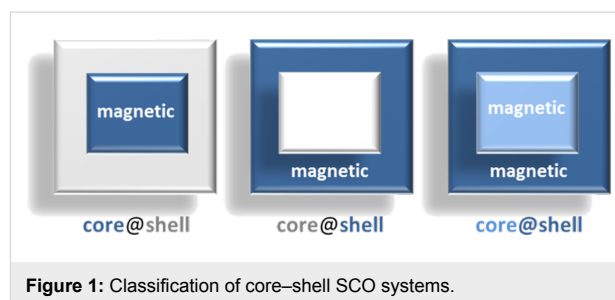 magnetic
magnetic
magnetic
magnetic
core@shell
core@shell
core@shell
Figure 1: Classification of core–shell SCO systems.